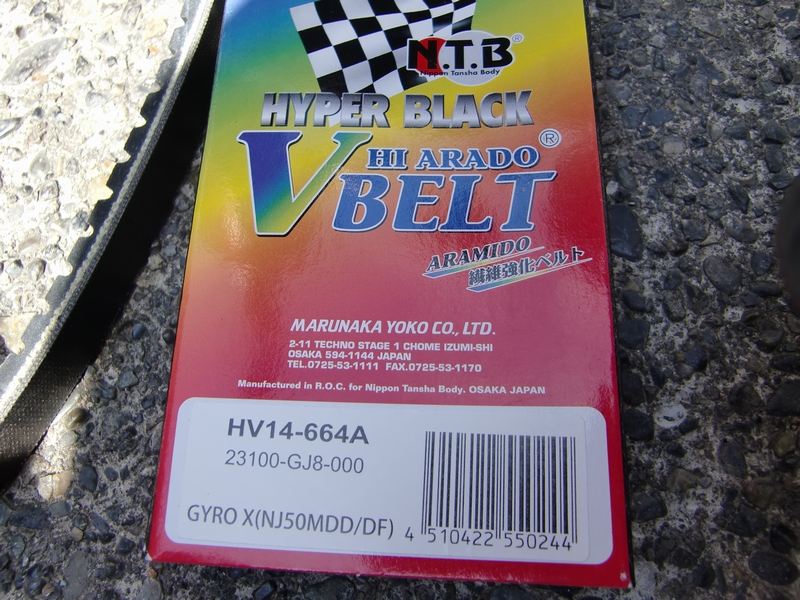 N.T.B®
Nippon Tansha Body
HYPER BLACK
V HI ARADO ®
BELT
ARAMIDO
繊維強化ベルト
MARUNAKA YOKO CO., LTD.
2-11 TECHNO STAGE 1 CHOME IZUMI-SHI
OSAKA 594-1144 JAPAN
TEL.0725-53-1111 FAX.0725-53-1170
Manufactured in R.O.C. for Nippon Tansha Body. OSAKA JAPAN
HV14-664A
23100-GJ8-000
GYRO X(NJ50MDD/DF)
4 510422 550244